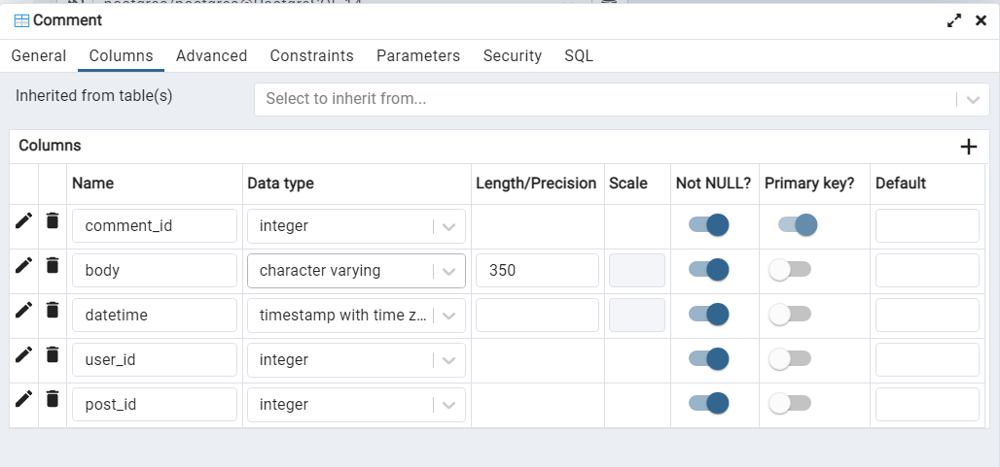 Comment
General Columns Advanced Constraints Parameters Security SQL
Inherited from table(s) Select to inherit from...
Columns
Name Data type Length/Precision Scale Not NULL? Primary key? Default
comment_id integer
body character varying 350
datetime timestamp with time z...
user_id integer
post_id integer